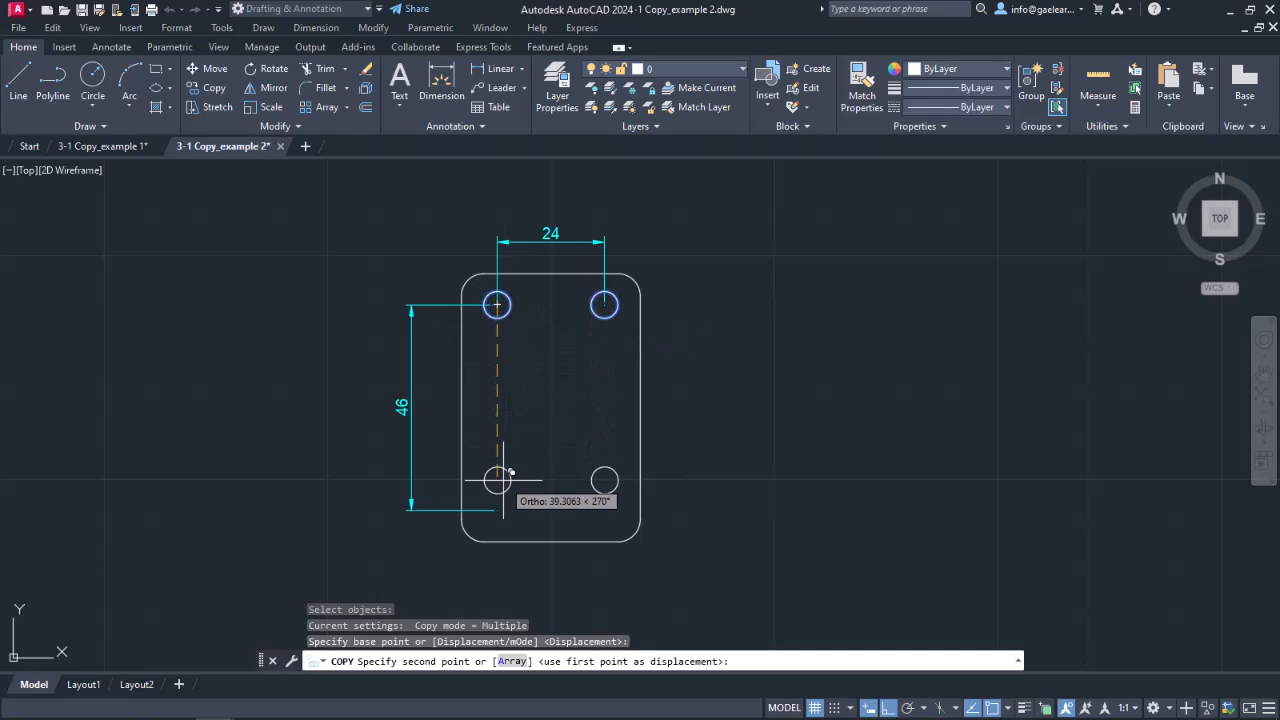 Drafting & Annotation
Share
Autodesk AutoCAD 2024 -1 Copy_example 2.dwg
Type a keyword or phrase
info@gaelear...
File Edit View Insert Format Tools Draw Dimension Modify Parametric Window Help Express
Home Insert Annotate Parametric View Manage Output Add-ins Collaborate Express Tools Featured Apps
Move Rotate Trim Linear 0 Create ByLayer
Copy Mirror Fillet Leader Make Current Edit ByLayer
Stretch Scale Array Table Match Layer ByLayer
Line Polyline Circle Arc Text Dimension Layer Properties Insert Match Properties Group Measure Paste Base
Draw Modify Annotation Layers Block Properties Groups Utilities Clipboard View
Start 3-1 Copy_example 1* 3-1 Copy_example 2*
[−][Top][2D Wireframe]
N
W TOP E
S
WCS
24
46
Ortho: 39.3063 < 270°
Select objects:
Current settings:  Copy mode = Multiple
Specify base point or [Displacement/mOde] <Displacement>:
COPY Specify second point or [Array] <use first point as displacement>:
Y
X
Model Layout1 Layout2
MODEL 1:1